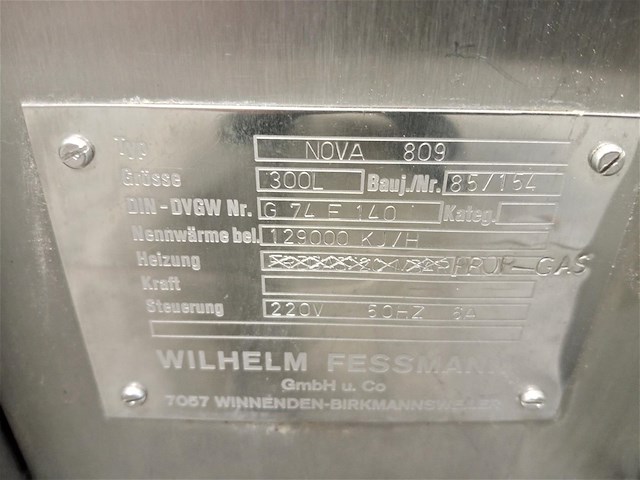 Typ NOVA 809
Grösse 300L Bauj./Nr. 85/154
DIN-DVGW Nr. G 74 E 140 Kateg.
Nennwärme bel. 129000 KJ/H
Heizung PROP-GAS
Kraft
Steuerung 220V 50HZ 6A
WILHELM FESSMANN
GmbH u. Co
7057 WINNENDEN-BIRKMANNSWEILER